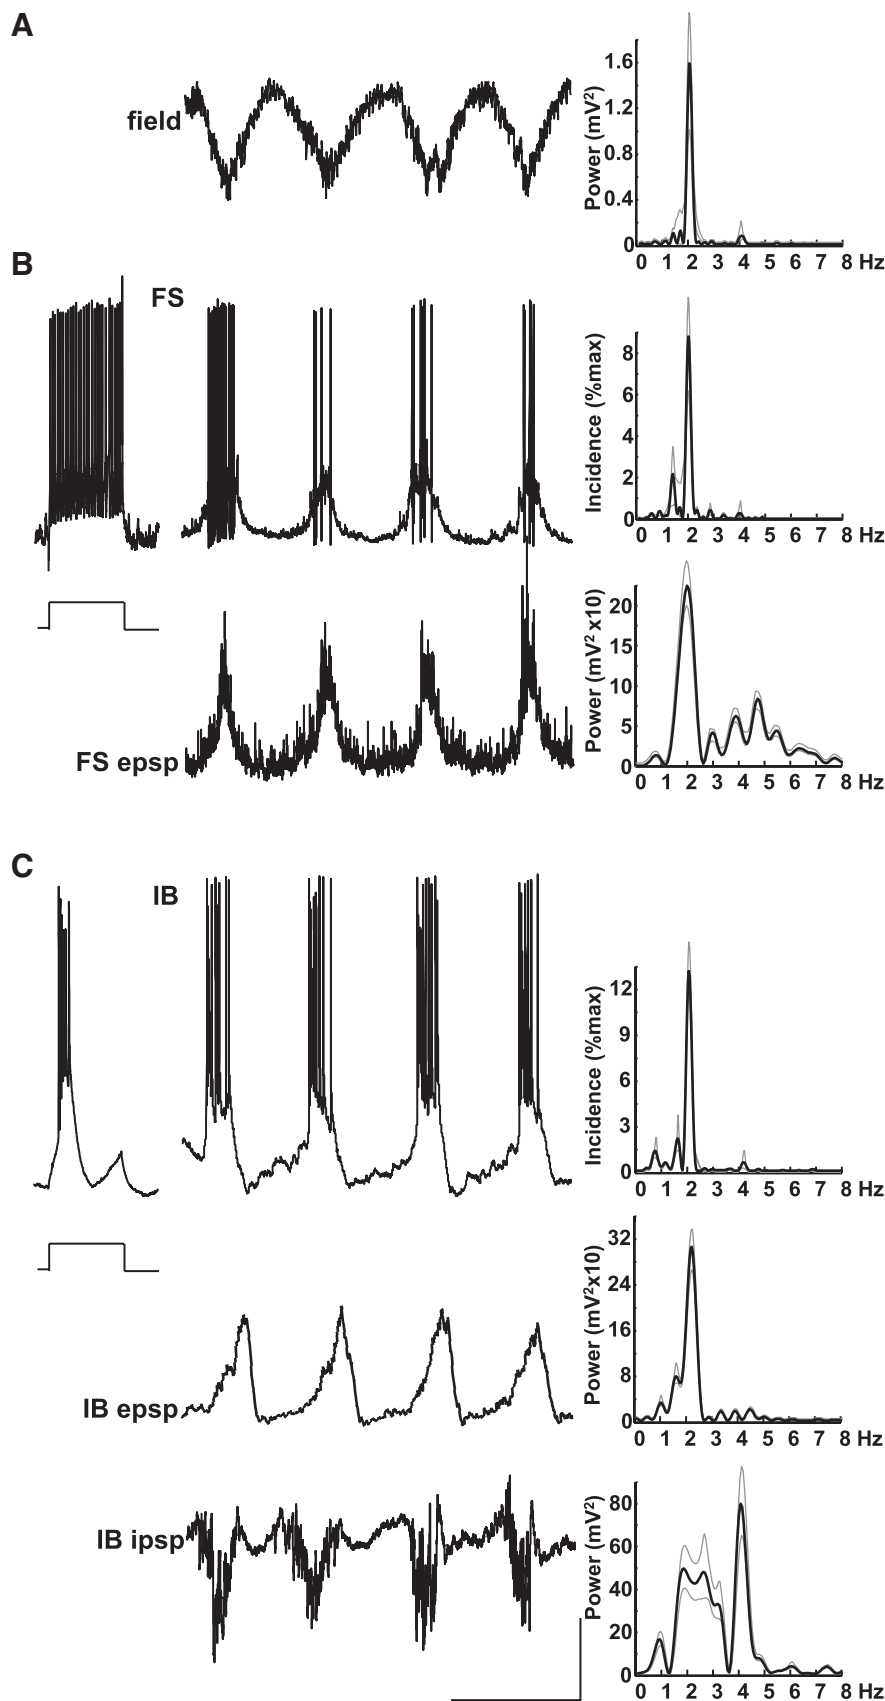 A
field
Power (mV²)
1.6
1.2
0.8
0.4
0
0 1 2 3 4 5 6 7 8 Hz
B
FS
Incidence (%max)
8
6
4
2
0
0 1 2 3 4 5 6 7 8 Hz
FS epsp
Power (mV² x10)
20
15
10
5
0
0 1 2 3 4 5 6 7 8 Hz
C
IB
Incidence (%max)
12
9
6
3
0
0 1 2 3 4 5 6 7 8 Hz
IB epsp
Power (mV²x10)
32
24
16
8
0
0 1 2 3 4 5 6 7 8 Hz
IB ipsp
Power (mV²)
80
60
40
20
0
0 1 2 3 4 5 6 7 8 Hz